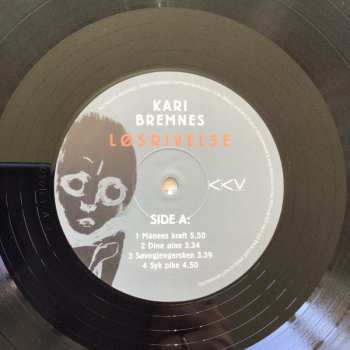 KARI
BREMNES
LØSRIVELSE
KKV
SIDE A:
1 Månens kraft 5.50
2 Dine øine 3.34
3 Søvngjengersken 3.39
4 Syk pike 4.50